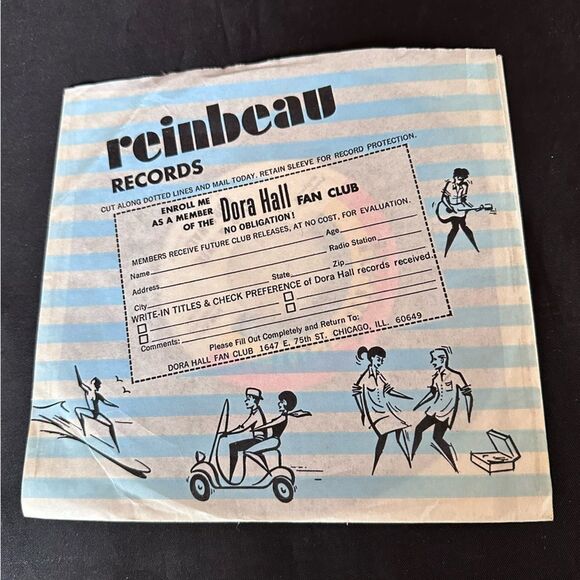 reinbeau
RECORDS
CUT ALONG DOTTED LINES AND MAIL TODAY, RETAIN SLEEVE FOR RECORD PROTECTION.
ENROLL ME
AS A MEMBER
OF THE
Dora Hall FAN CLUB
NO OBLIGATION!
MEMBERS RECEIVE FUTURE CLUB RELEASES, AT NO COST, FOR EVALUATION.
Name Age
Address Radio Station
City State Zip
WRITE-IN TITLES & CHECK PREFERENCE of Dora Hall records received
Comments:
Please Fill Out Completely and Return To:
DORA HALL FAN CLUB 1647 E. 75th ST. CHICAGO, ILL. 60649